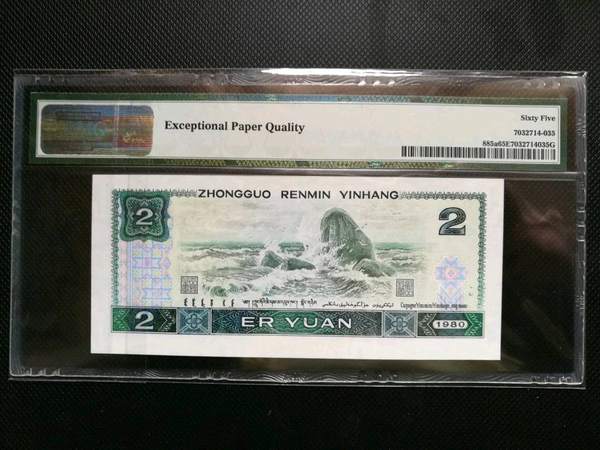 Exceptional Paper Quality
Sixty Five
7032714-035
885a65E7032714035G
ZHONGGUO RENMIN YINHANG
2
2
2
ER YUAN
1980